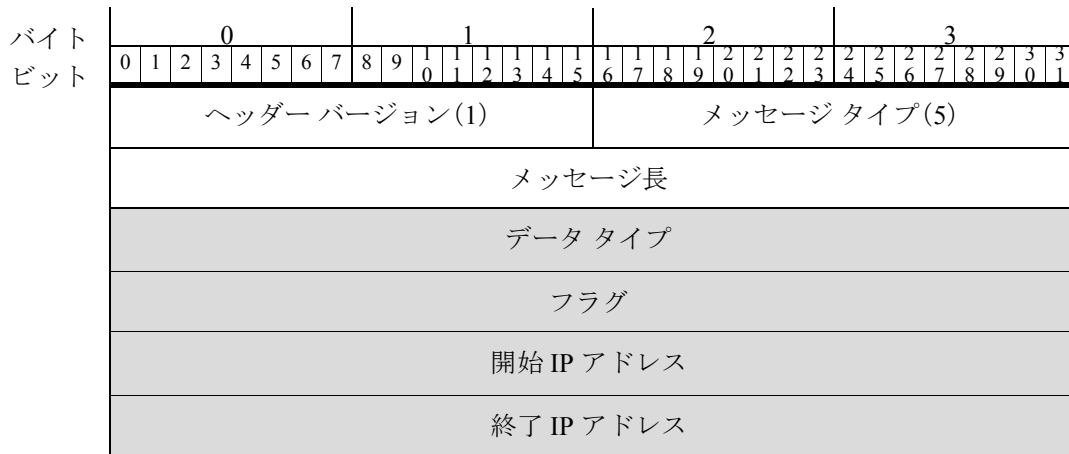 バイト 0 1 2 3
ビット 0 1 2 3 4 5 6 7 8 9 10 11 12 13 14 15 16 17 18 19 20 21 22 23 24 25 26 27 28 29 30 31
ヘッダー バージョン(1) メッセージ タイプ(5)
メッセージ長
データ タイプ
フラグ
開始 IP アドレス
終了 IP アドレス